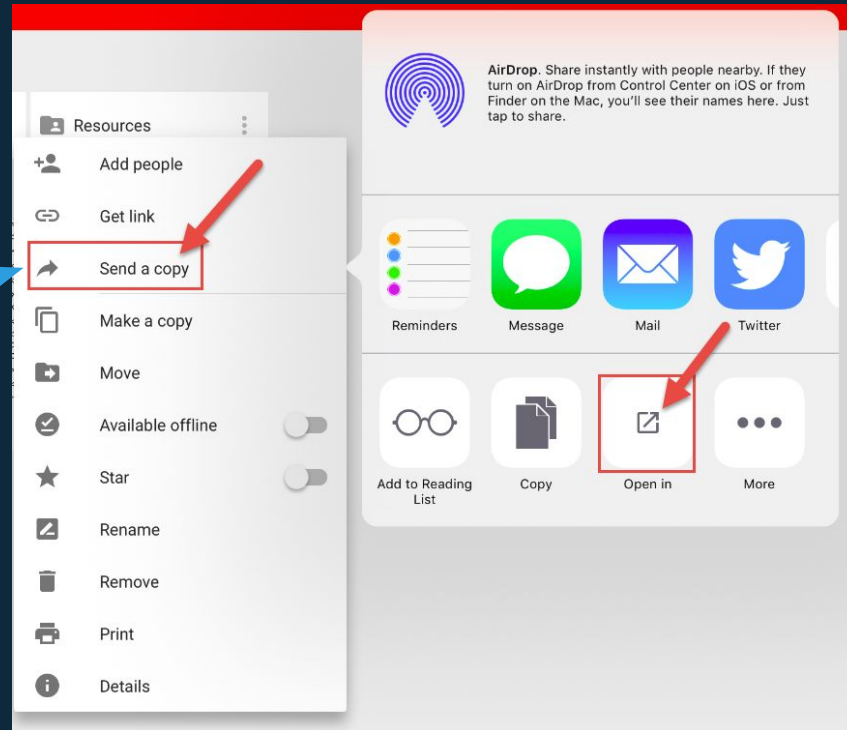 Resources
Add people
Get link
Send a copy
Make a copy
Move
Available offline
Star
Rename
Remove
Print
Details
AirDrop. Share instantly with people nearby. If they
turn on AirDrop from Control Center on iOS or from
Finder on the Mac, you'll see their names here. Just
tap to share.
Reminders
Message
Mail
Twitter
Add to Reading
List
Copy
Open in
More